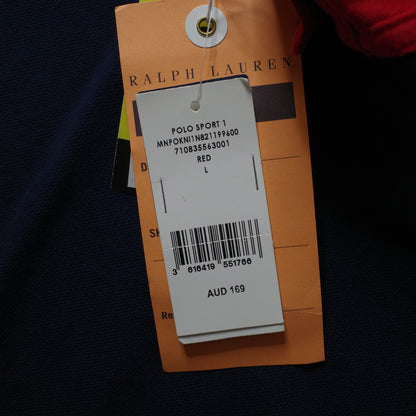 RALPH LAUREN
POLO SPORT 1
MNPOKNI1N821199600
710835563001
RED
L
3 616419 551766
AUD 169